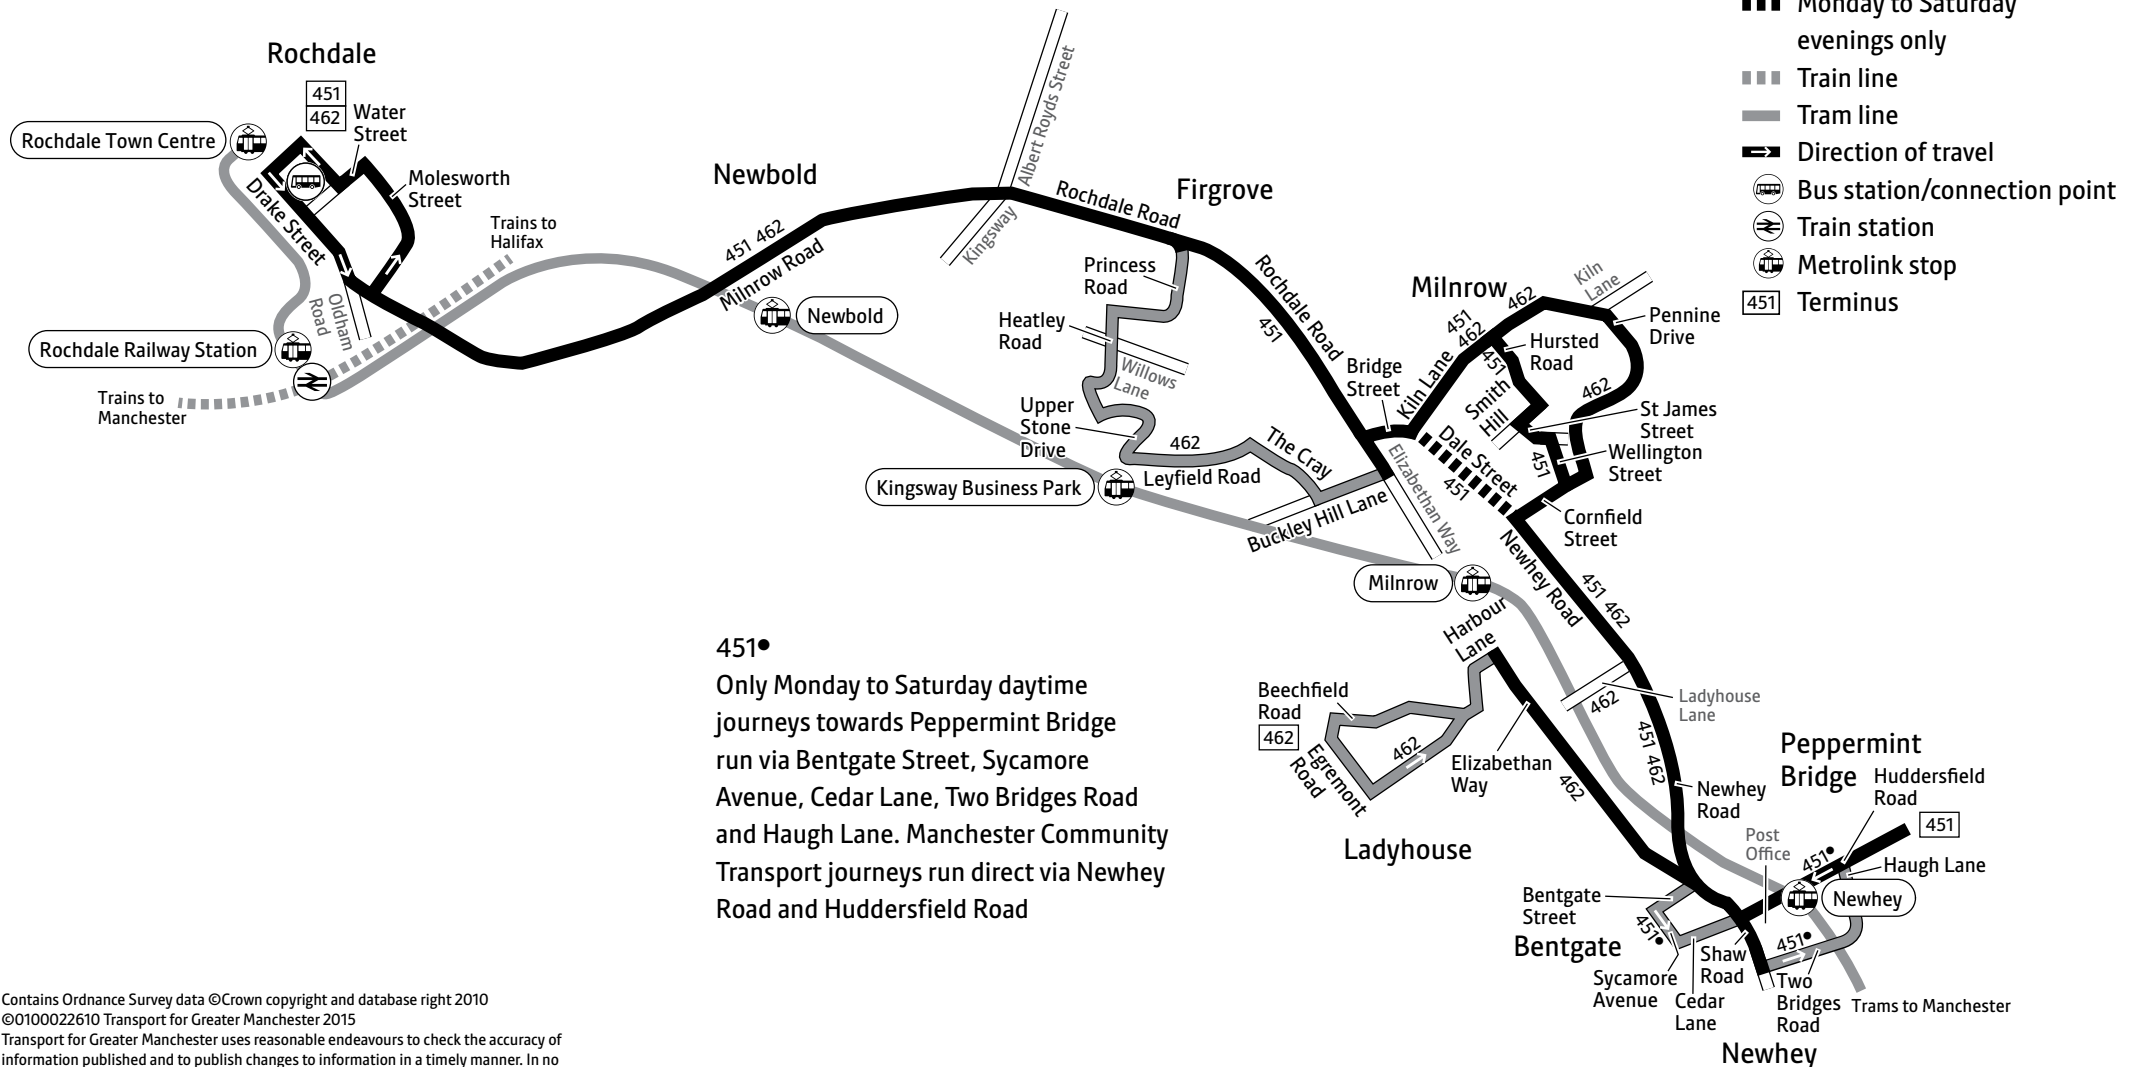 Monday to Saturday
evenings only
Train line
Tram line
Direction of travel
Bus station/connection point
Train station
Metrolink stop
451
Terminus
Rochdale
451
462
Water
Street
Rochdale Town Centre
Molesworth
Street
Drake Street
Trains to
Halifax
Oldham
Road
Rochdale Railway Station
Trains to
Manchester
Newbold
451 462
Milnrow Road
Newbold
Albert Royds Street
Kingsway
Rochdale Road
Firgrove
Princess
Road
Heatley
Road
Willows
Lane
Upper
Stone
Drive
462
Leyfield Road
The Cray
Kingsway Business Park
Buckley Hill Lane
Rochdale Road
451
Bridge
Street
Elizabethan Way
Milnrow
Kiln Lane
451
462
462
Kiln
Lane
Pennine
Drive
Hursted
Road
451
Smith
Hill
462
St James
Street
Wellington
Street
451
Dale Street
451
Cornfield
Street
Newhey Road
451 462
Milnrow
Harbour
Lane
Ladyhouse
Lane
462
451 462
Beechfield
Road
462
Egremont
Road
462
Elizabethan
Way
462
Ladyhouse
Newhey
Road
Peppermint
Bridge
Huddersfield
Road
451
Post
Office
451●
Haugh Lane
Newhey
Bentgate
Street
451●
Bentgate
Sycamore
Avenue
Cedar
Lane
Shaw
Road
451●
Two
Bridges
Road
Trams to Manchester
Newhey
451●
Only Monday to Saturday daytime
journeys towards Peppermint Bridge
run via Bentgate Street, Sycamore
Avenue, Cedar Lane, Two Bridges Road
and Haugh Lane. Manchester Community
Transport journeys run direct via Newhey
Road and Huddersfield Road
Contains Ordnance Survey data ©Crown copyright and database right 2010
©0100022610 Transport for Greater Manchester 2015
Transport for Greater Manchester uses reasonable endeavours to check the accuracy of
information published and to publish changes to information in a timely manner. In no